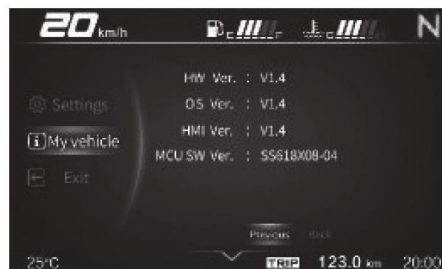 20 km/h E F C H N
HW Ver. : V1.4
Settings
OS Ver. : V1.4
HMI Ver. : V1.4
i My vehicle
MCU SW Ver. : SS618X08-04
Exit
Previous Back
25°C TRIP 123.0 km 20:00